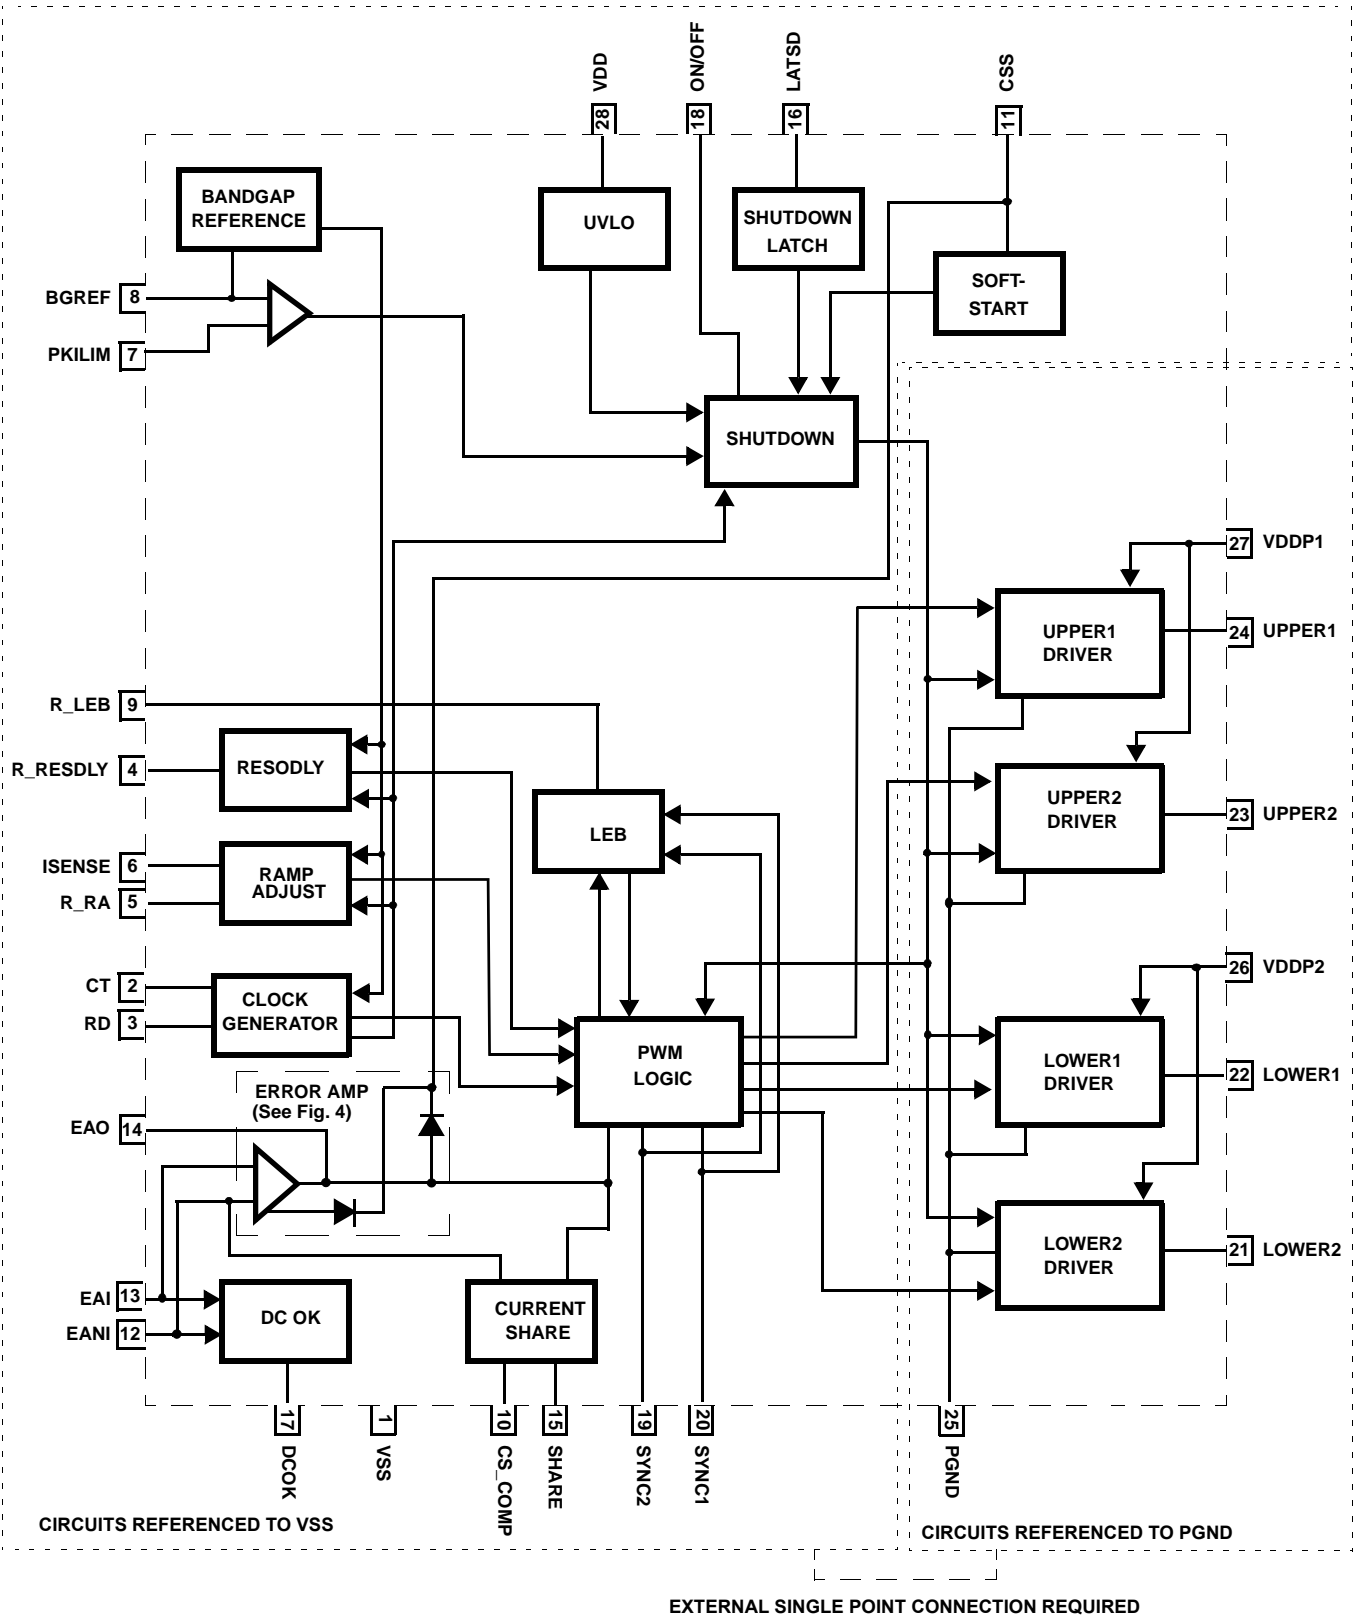 VDD
ON/OFF
LATSD
CSS
28
18
16
11
BANDGAP
REFERENCE
UVLO
SHUTDOWN
LATCH
SOFT-
START
BGREF 8
PKILIM 7
SHUTDOWN
27 VDDP1
UPPER1
DRIVER
24 UPPER1
R_LEB 9
R_RESDLY 4
RESODLY
UPPER2
DRIVER
23 UPPER2
LEB
ISENSE 6
R_RA 5
RAMP
ADJUST
26 VDDP2
CT 2
RD 3
CLOCK
GENERATOR
PWM
LOGIC
LOWER1
DRIVER
22 LOWER1
ERROR AMP
(See Fig. 4)
EAO 14
LOWER2
DRIVER
21 LOWER2
EAI 13
EANI 12
DC OK
CURRENT
SHARE
17
1
10
15
19
20
25
DCOK
VSS
CS_COMP
SHARE
SYNC2
SYNC1
PGND
CIRCUITS REFERENCED TO VSS
CIRCUITS REFERENCED TO PGND
EXTERNAL SINGLE POINT CONNECTION REQUIRED